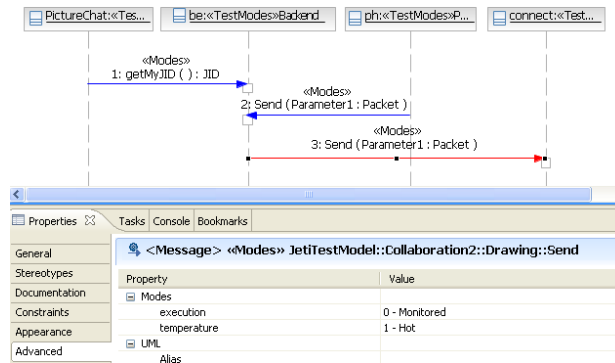 PictureChat:«Tes...
be:«TestModes»Backend
ph:«TestModes»P...
connect:«Test...
«Modes»
1: getMyJID ( ) : JID
«Modes»
2: Send ( Parameter1 : Packet )
«Modes»
3: Send ( Parameter1 : Packet )
Properties Tasks Console Bookmarks
<Message> «Modes» JetiTestModel::Collaboration2::Drawing::Send
General
Stereotypes
Documentation
Constraints
Appearance
Advanced
Property Value
Modes
execution 0 - Monitored
temperature 1 - Hot
UML
Alias